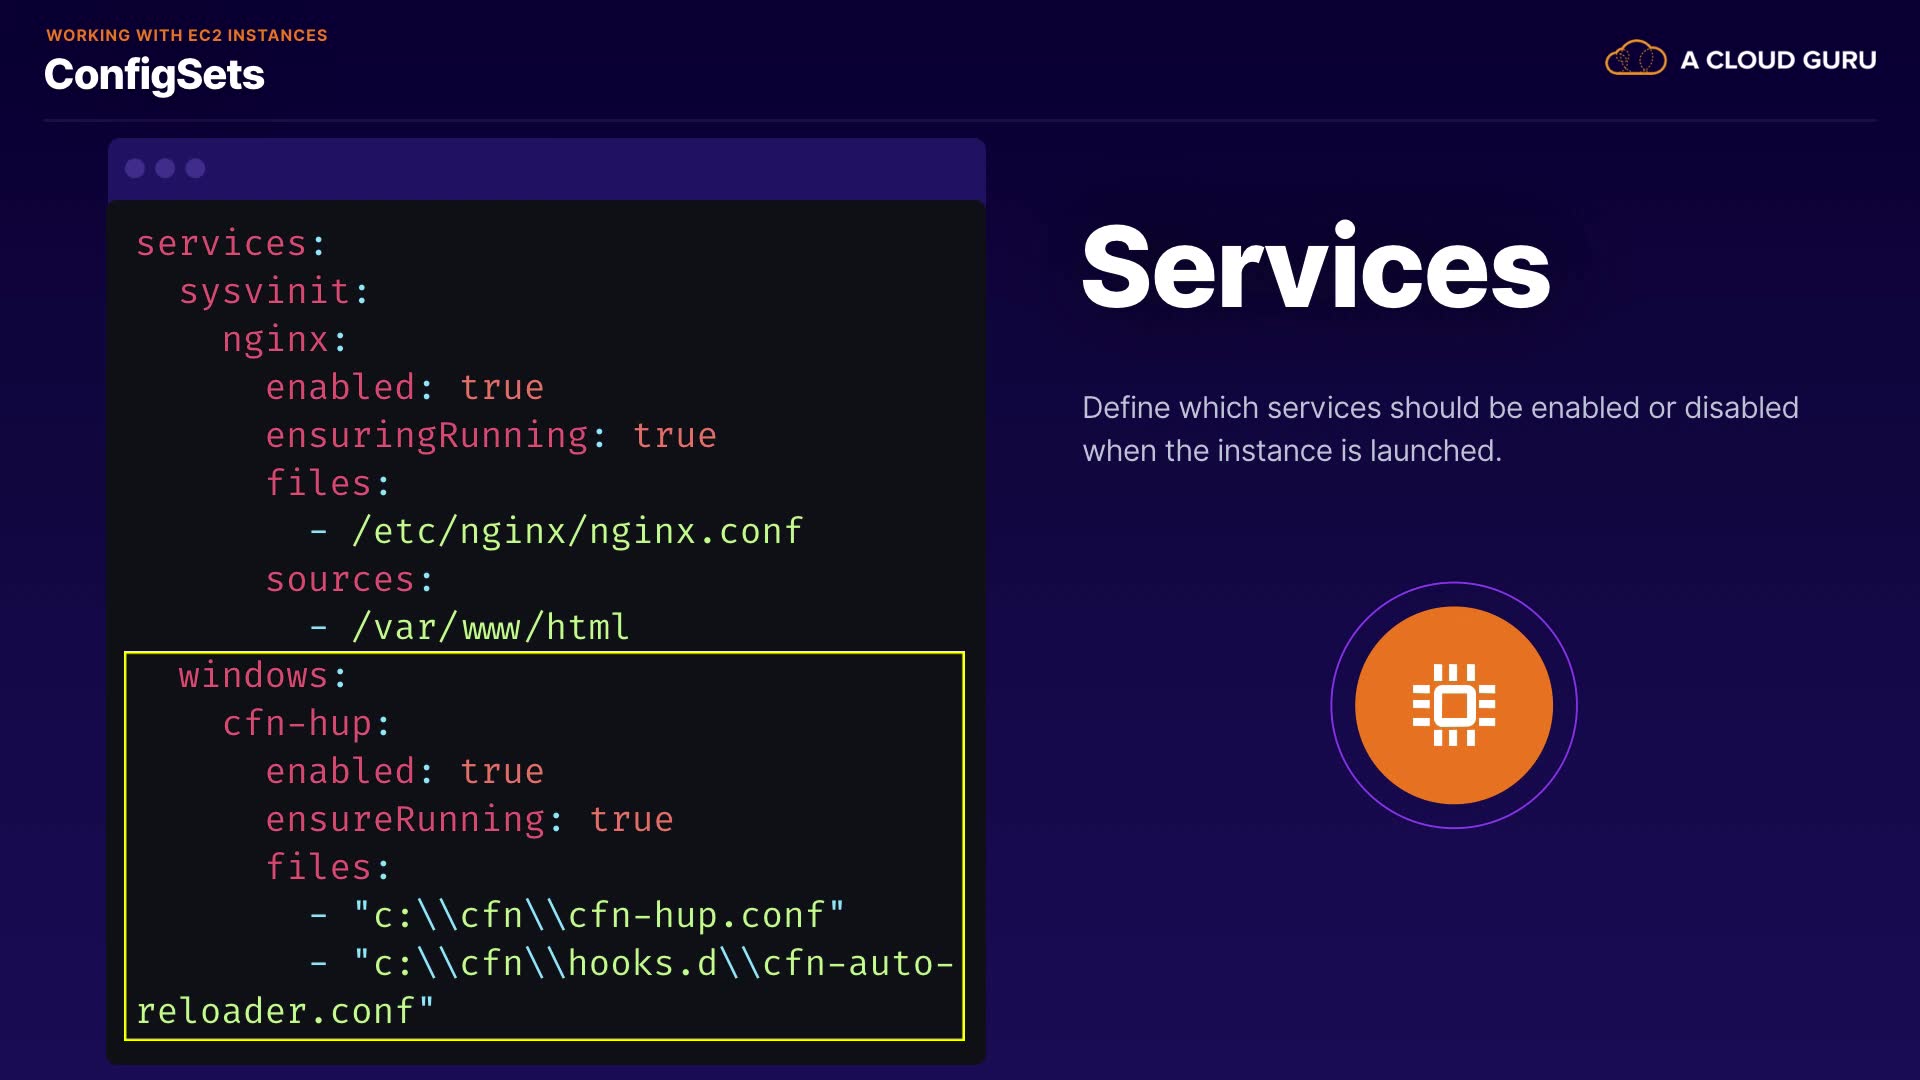 WORKING WITH EC2 INSTANCES
ConfigSets
A CLOUD GURU
services:
  sysvinit:
    nginx:
      enabled: true
      ensuringRunning: true
      files:
        - /etc/nginx/nginx.conf
      sources:
        - /var/www/html
  windows:
    cfn-hup:
      enabled: true
      ensureRunning: true
      files:
        - "c:\\cfn\\cfn-hup.conf"
        - "c:\\cfn\\hooks.d\\cfn-auto-
reloader.conf"
Services
Define which services should be enabled or disabled
when the instance is launched.